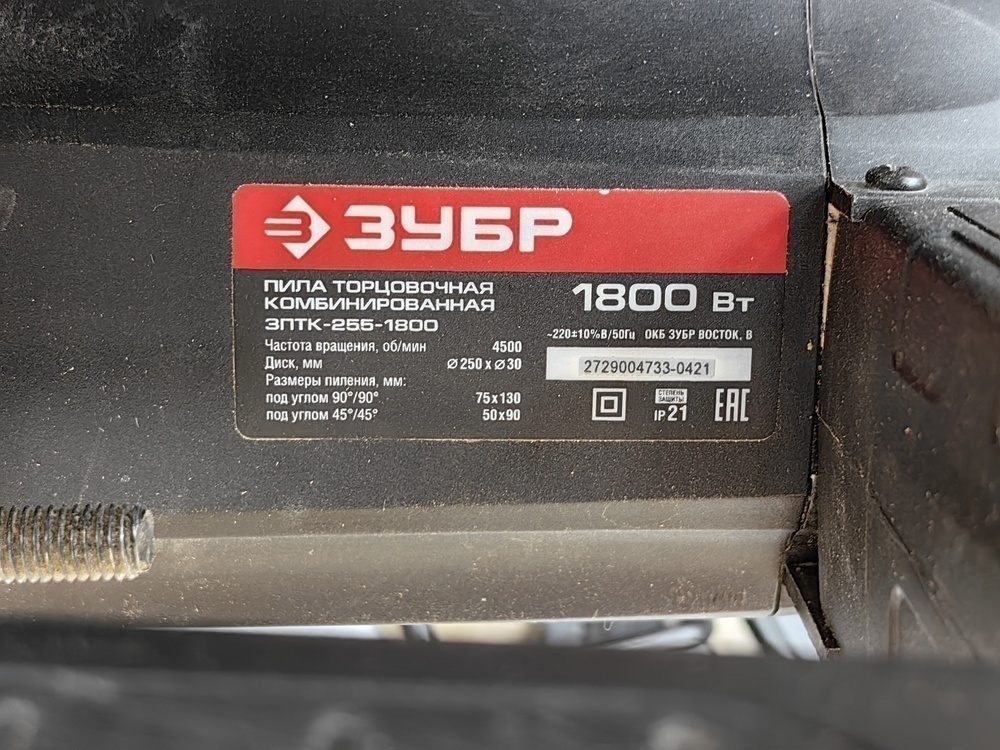 ЗУБР
ПИЛА ТОРЦОВОЧНАЯ
КОМБИНИРОВАННАЯ
ЗПТК-255-1800
1800 Вт
~220±10%В/50Гц ОКБ ЗУБР ВОСТОК, В
Частота вращения, об/мин 4500
Диск, мм ⌀250 x ⌀30
Размеры пиления, мм:
под углом 90°/90° 75x130
под углом 45°/45° 50x90
2729004733-0421
СТЕПЕНЬ
ЗАЩИТЫ
IP21
EAC